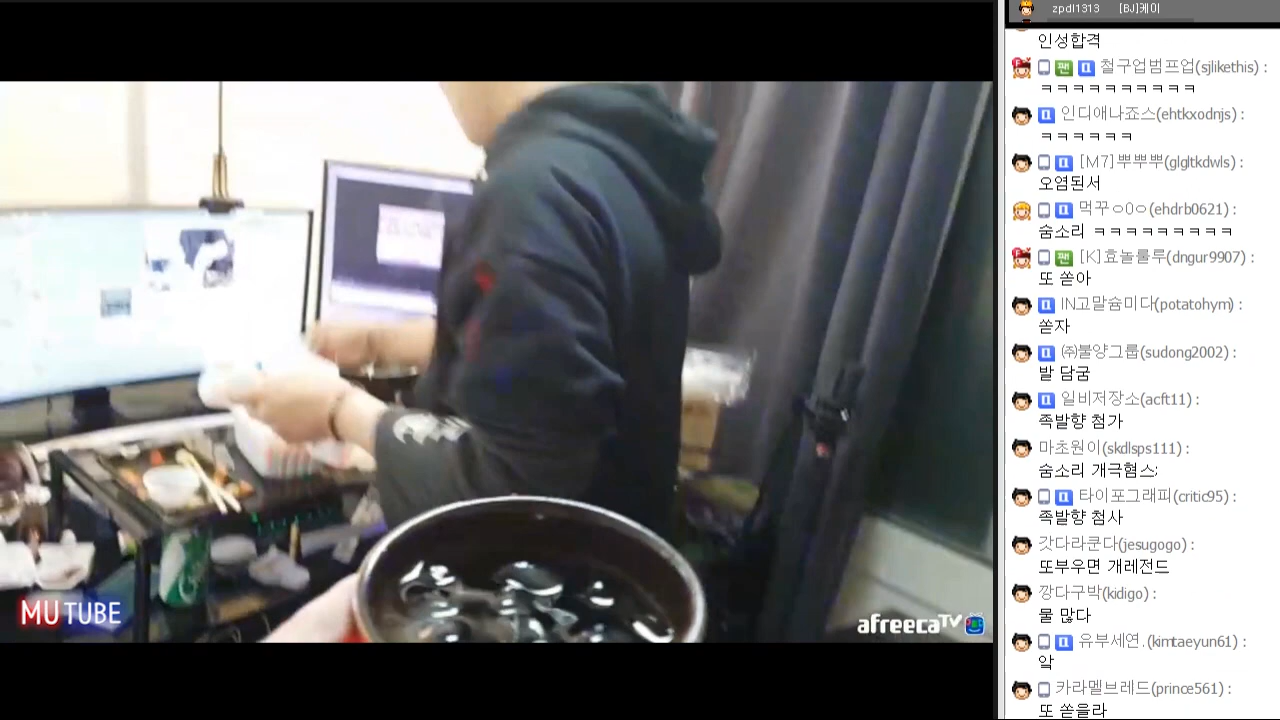 zpdl1313 [BJ]케미
인성합격
철구업범프업(sjlikethis) :
ㅋㅋㅋㅋㅋㅋㅋㅋㅋㅋ
인디애나죠스(ehtkxodnjs) :
ㅋㅋㅋㅋㅋㅋ
[M7]뿌뿌뿌(glgltkdwls) :
오염된서
먹꾸ㅇ0ㅇ(ehdrb0621) :
숨소리 ㅋㅋㅋㅋㅋㅋㅋㅋㅋ
[K]효놀룰루(dngur9907) :
또 쏟아
IN고말슘미다(potatohym) :
쏟자
㈜불양그룹(sudong2002) :
발 담굼
일비저장소(acft11) :
족발향 첨가
마초원이(skdlsps111) :
숨소리 개극혐스;
타이포그래피(critic95) :
족발향 첨사
갓다라쿤다(jesugogo) :
또부우면 개레전드
깡다구박(kidigo) :
물 많다
유부세연.(kimtaeyun61) :
악
카라멜브레드(prince561) :
또 쏟을라
MUTUBE
afreecaTV